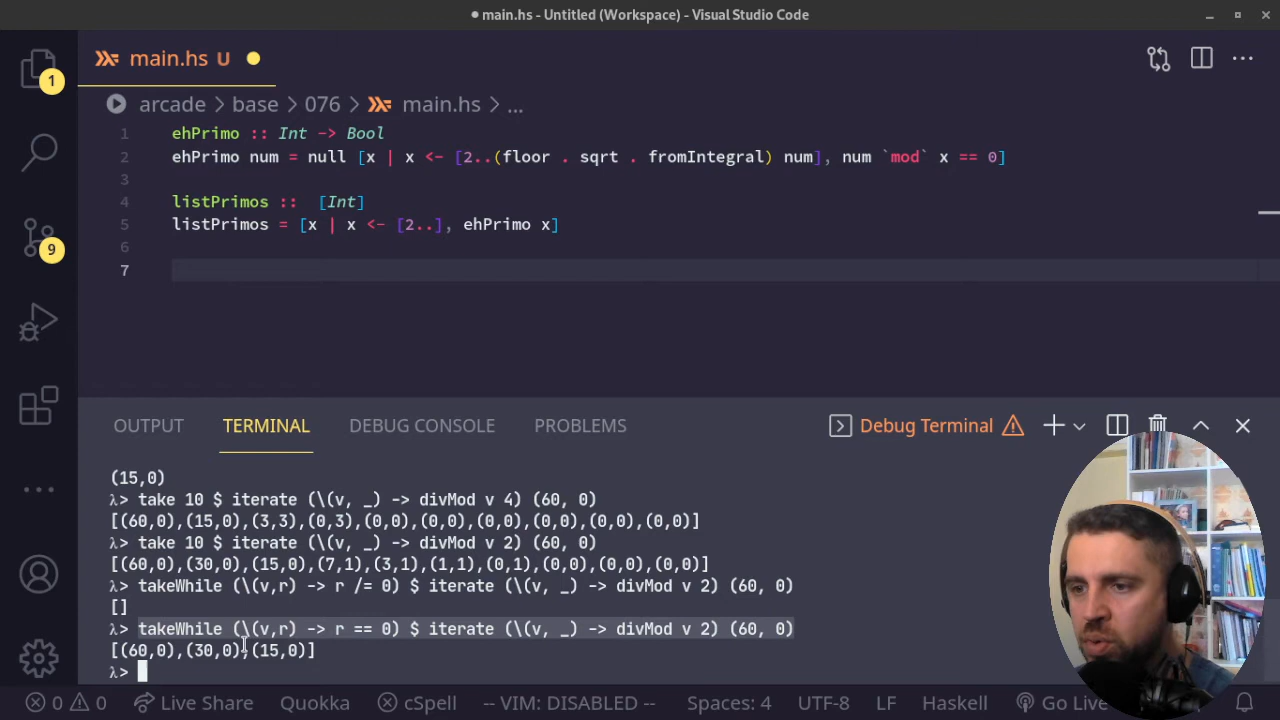 ● main.hs - Untitled (Workspace) - Visual Studio Code
main.hs U ●
1
arcade > base > 076 > main.hs > ...
1 ehPrimo :: Int -> Bool
2 ehPrimo num = null [x | x <- [2..(floor . sqrt . fromIntegral) num], num `mod` x == 0]
3
4 listPrimos ::  [Int]
5 listPrimos = [x | x <- [2..], ehPrimo x]
6
7
9
OUTPUT TERMINAL DEBUG CONSOLE PROBLEMS Debug Terminal
(15,0)
λ> take 10 $ iterate (\(v, _) -> divMod v 4) (60, 0)
[(60,0),(15,0),(3,3),(0,3),(0,0),(0,0),(0,0),(0,0),(0,0),(0,0)]
λ> take 10 $ iterate (\(v, _) -> divMod v 2) (60, 0)
[(60,0),(30,0),(15,0),(7,1),(3,1),(1,1),(0,1),(0,0),(0,0),(0,0)]
λ> takeWhile (\(v,r) -> r /= 0) $ iterate (\(v, _) -> divMod v 2) (60, 0)
[]
λ> takeWhile (\(v,r) -> r == 0) $ iterate (\(v, _) -> divMod v 2) (60, 0)
[(60,0),(30,0),(15,0)]
λ>
0 0 Live Share Quokka cSpell -- VIM: DISABLED -- Spaces: 4 UTF-8 LF Haskell Go Live